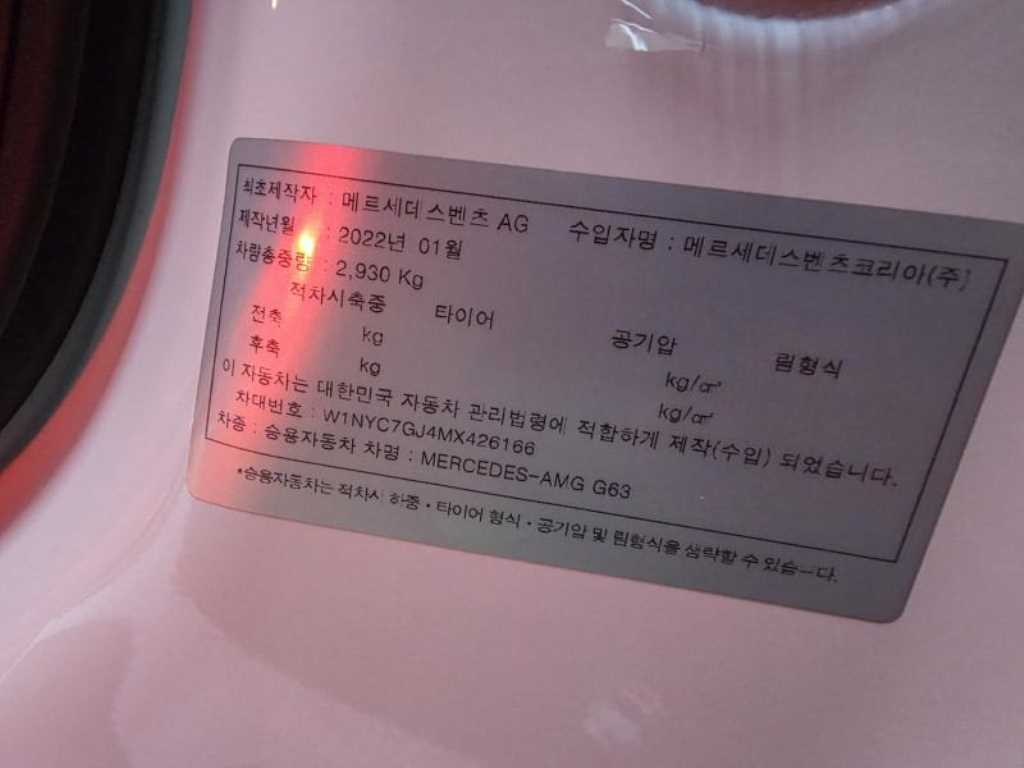 최초제작자 : 메르세데스벤츠 AG 수입자명 : 메르세데스벤츠코리아(주)
제작년월 : 2022년 01월
차량총중량 : 2,930 Kg
적차시축중 타이어 공기압 림형식
전축 kg kg/㎠
후축 kg kg/㎠
이 자동차는 대한민국 자동차 관리법령에 적합하게 제작(수입) 되었습니다.
차대번호 : W1NYC7GJ4MX426166
차종 : 승용자동차 차명 : MERCEDES-AMG G63
*승용자동차는 적차시 하중·타이어 형식·공기압 및 림형식을 생략할 수 있습니다.